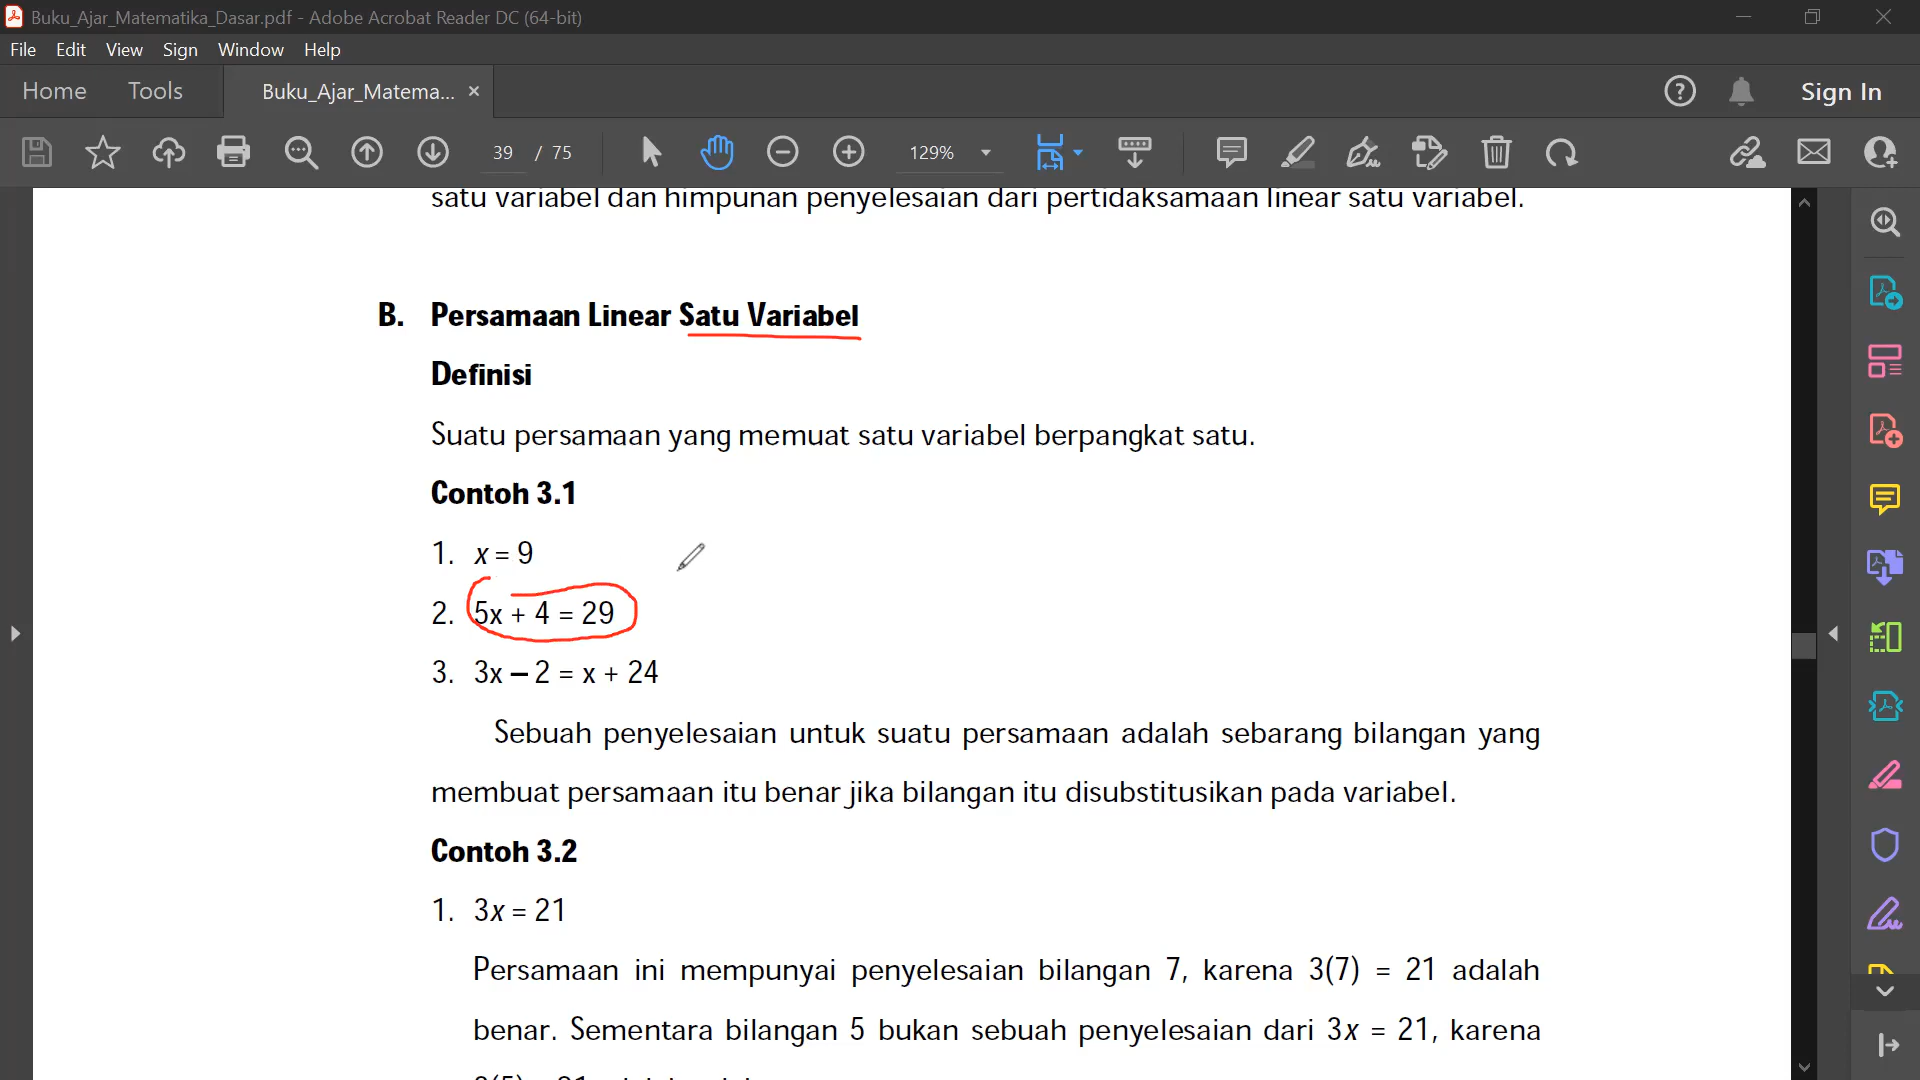 Buku_Ajar_Matematika_Dasar.pdf - Adobe Acrobat Reader DC (64-bit)
File Edit View Sign Window Help
Home Tools Buku_Ajar_Matema... × Sign In
39 / 75 129%
satu variabel dan himpunan penyelesaian dari pertidaksamaan linear satu variabel.
B. Persamaan Linear Satu Variabel
Definisi
Suatu persamaan yang memuat satu variabel berpangkat satu.
Contoh 3.1
1. x = 9
2. 5x + 4 = 29
3. 3x – 2 = x + 24
Sebuah penyelesaian untuk suatu persamaan adalah sebarang bilangan yang
membuat persamaan itu benar jika bilangan itu disubstitusikan pada variabel.
Contoh 3.2
1. 3x = 21
Persamaan ini mempunyai penyelesaian bilangan 7, karena 3(7) = 21 adalah
benar. Sementara bilangan 5 bukan sebuah penyelesaian dari 3x = 21, karena